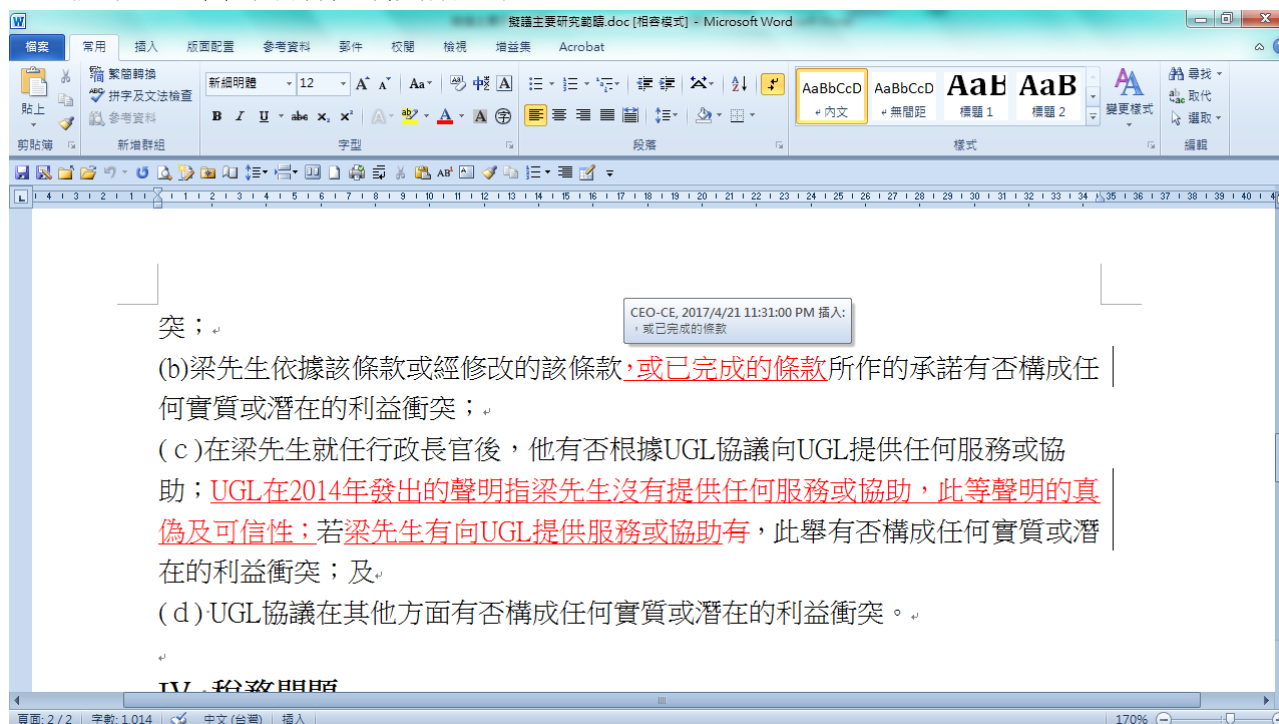 擬議主要研究範疇.doc [相容模式] - Microsoft Word
檔案 常用 插入 版面配置 參考資料 郵件 校閱 檢視 增益集 Acrobat
貼上
剪貼簿
繁簡轉換
拼字及文法檢查
參考資料
新增群組
新細明體 12
B I U abc x₂ x²
字型
段落
AaBbCcD AaBbCcD AaBb AaB
內文 無間距 標題 1 標題 2
變更樣式
樣式
尋找
取代
選取
編輯
CEO-CE, 2017/4/21 11:31:00 PM 插入:
，或已完成的條款
突；
(b)梁先生依據該條款或經修改的該條款，或已完成的條款所作的承諾有否構成任
何實質或潛在的利益衝突；
(ｃ)在梁先生就任行政長官後，他有否根據UGL協議向UGL提供任何服務或協
助；UGL在2014年發出的聲明指梁先生沒有提供任何服務或協助，此等聲明的真
偽及可信性；若梁先生有向UGL提供服務或協助有，此舉有否構成任何實質或潛
在的利益衝突；及
(ｄ) UGL協議在其他方面有否構成任何實質或潛在的利益衝突。
IV 稅務問題
頁面: 2 / 2 字數: 1,014 中文 (台灣) 插入 170%